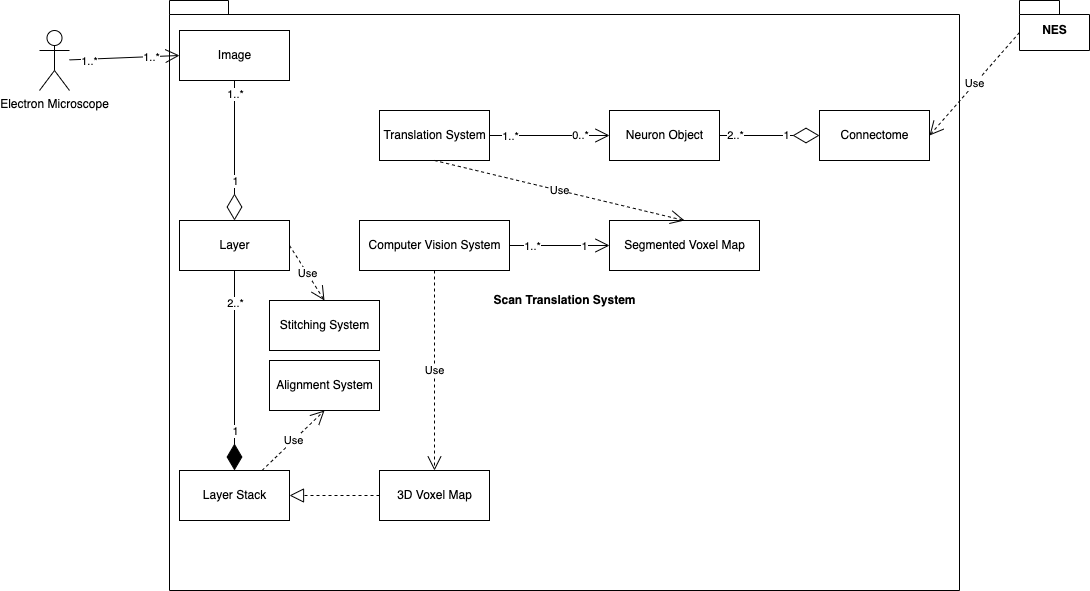 NES
Image
1..*
1..*
Electron Microscope
Use
1..*
Translation System
1..*
0..*
Neuron Object
2..*
1
Connectome
1
Use
Layer
Computer Vision System
1..*
1
Segmented Voxel Map
Use
2..*
Scan Translation System
Stitching System
Use
Alignment System
1
Use
Layer Stack
3D Voxel Map